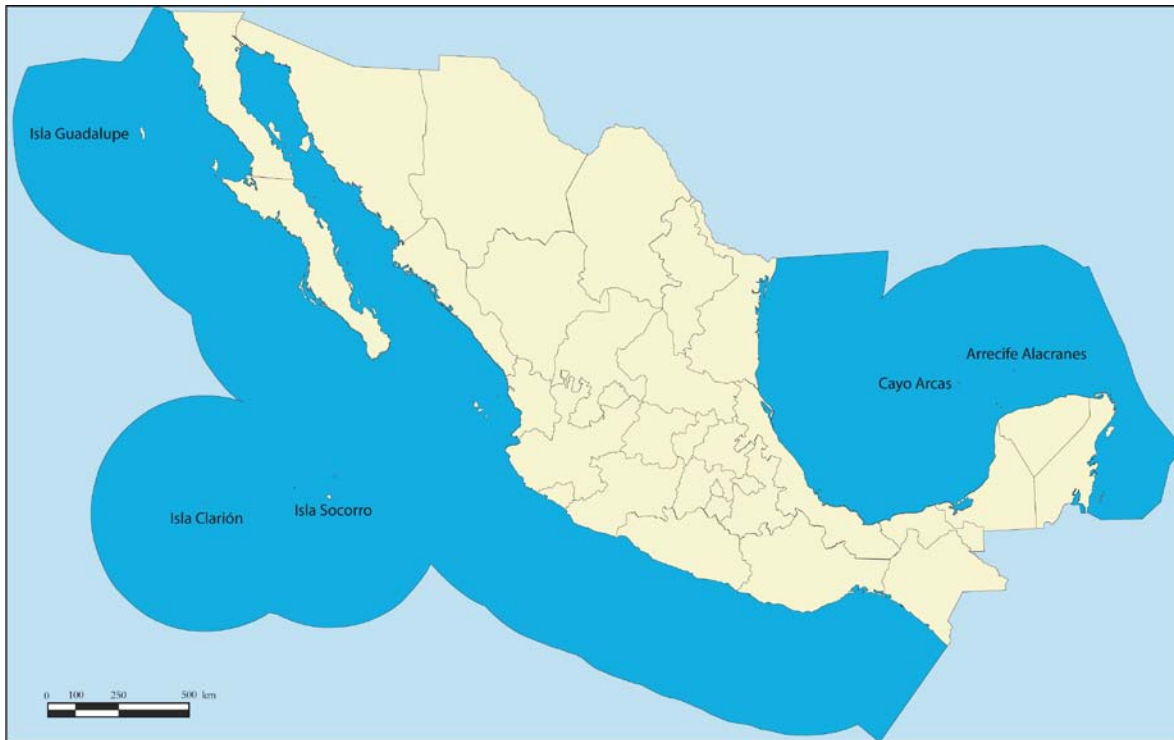 Isla Guadalupe
Arrecife Alacranes
Cayo Arcas
Isla Socorro
Isla Clarión
0 100 250 500 km